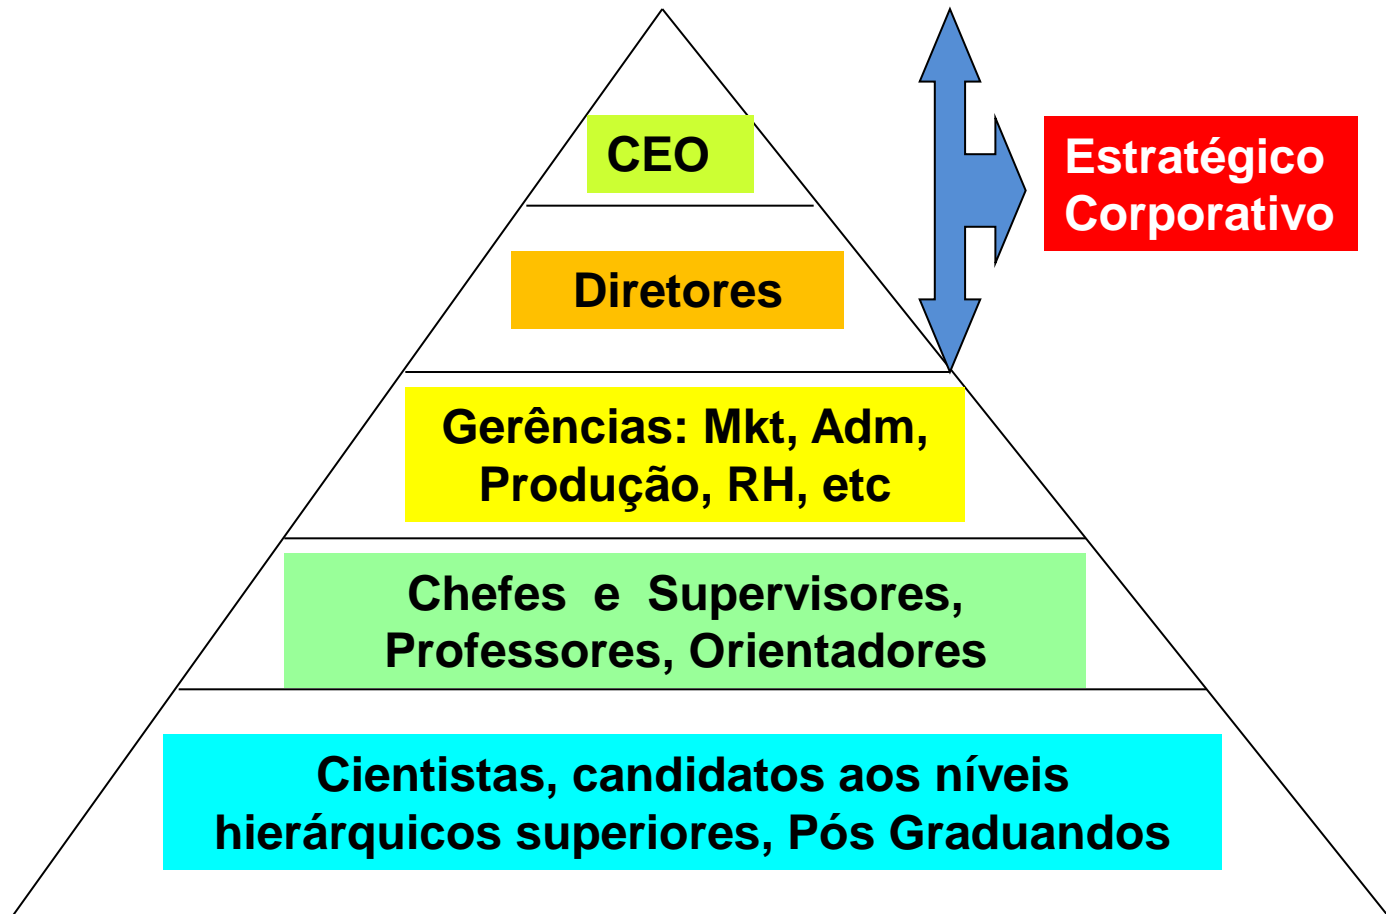 CEO
Estratégico
Corporativo
Diretores
Gerências: Mkt, Adm,
Produção, RH, etc
Chefes e Supervisores,
Professores, Orientadores
Cientistas, candidatos aos níveis
hierárquicos superiores, Pós Graduandos